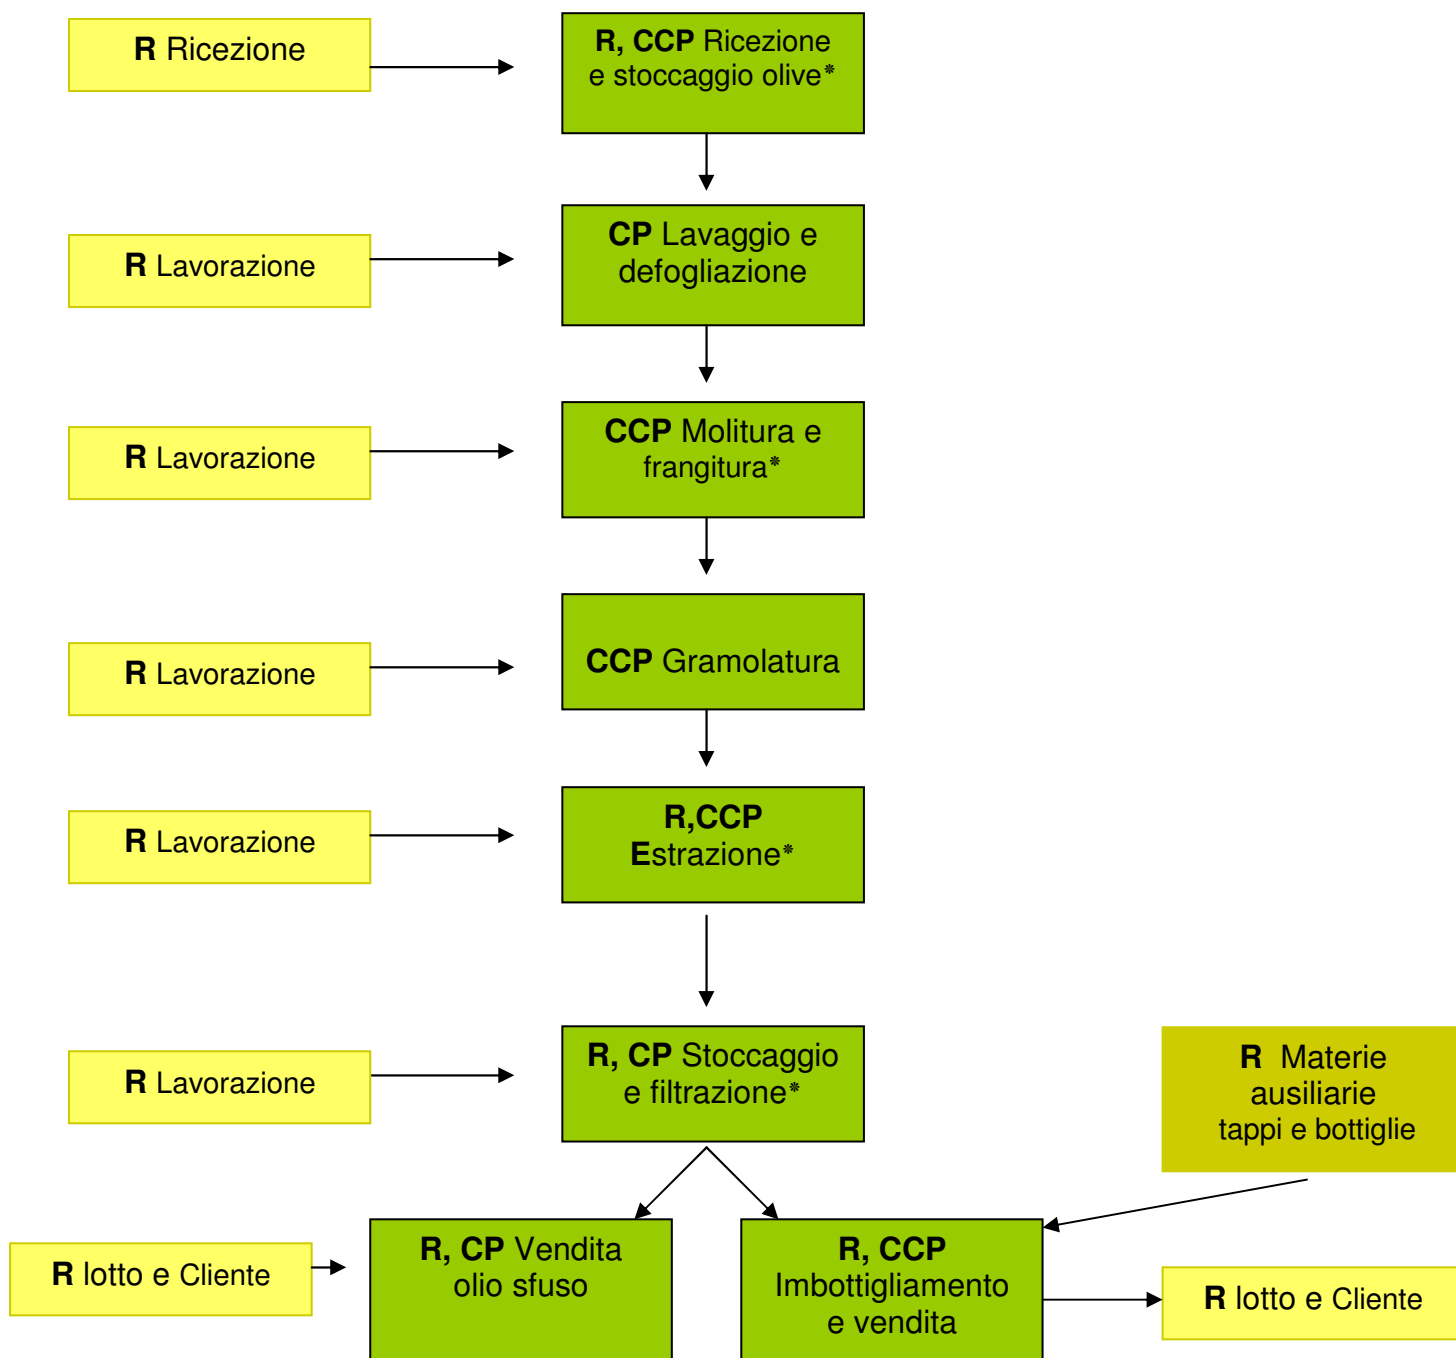 R Ricezione
R, CCP Ricezione
e stoccaggio olive*
R Lavorazione
CP Lavaggio e
defogliazione
R Lavorazione
CCP Molitura e
frangitura*
R Lavorazione
CCP Gramolatura
R Lavorazione
R,CCP
Estrazione*
R Lavorazione
R, CP Stoccaggio
e filtrazione*
R Materie
ausiliarie
tappi e bottiglie
R lotto e Cliente
R, CP Vendita
olio sfuso
R, CCP
Imbottigliamento
e vendita
R lotto e Cliente